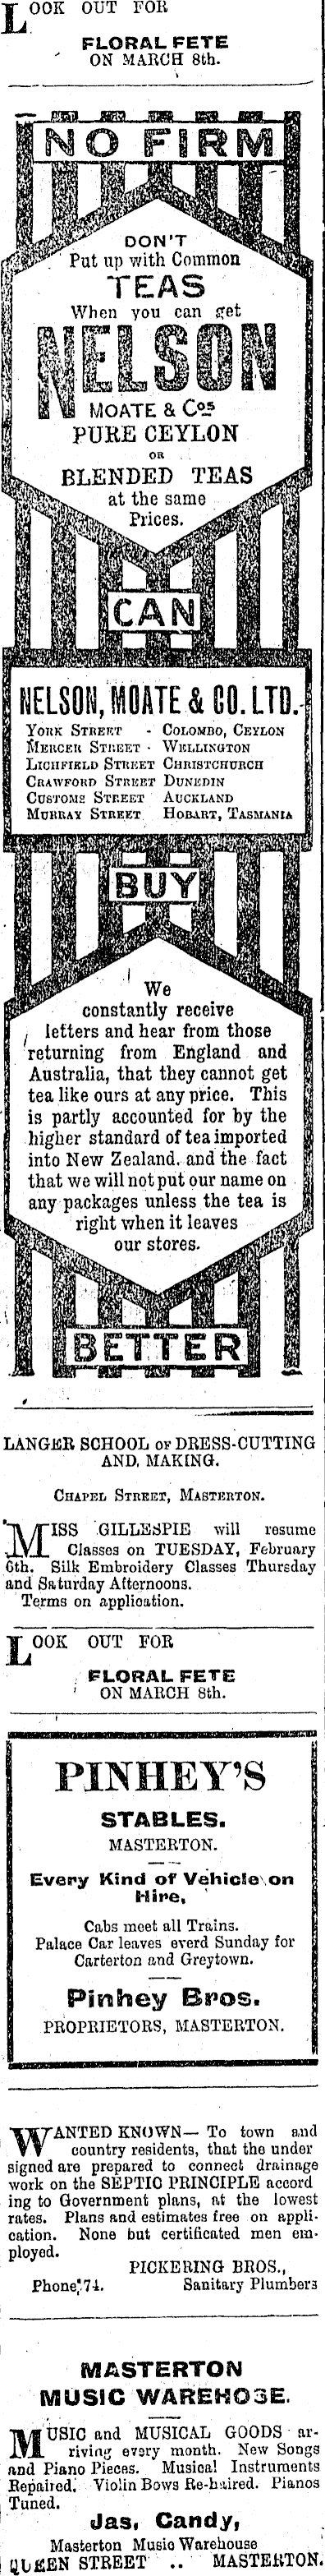 LOOK OUT FOR
FLORAL FETE
ON MARCH 8th.
NO FIRM
DON'T
Put up with Common
TEAS
When you can get
NELSON
MOATE & Cos
PURE CEYLON
OR
BLENDED TEAS
at the same
Prices.
CAN
NELSON, MOATE & CO. LTD.
YORK STREET - COLOMBO, CEYLON
MERCER STREET - WELLINGTON
LICHFIELD STREET CHRISTCHURCH
CRAWFORD STREET DUNEDIN
CUSTOMS STREET AUCKLAND
MURRAY STREET HOBART, TASMANIA
BUY
We
constantly receive
letters and hear from those
returning from England and
Australia, that they cannot get
tea like ours at any price. This
is partly accounted for by the
higher standard of tea imported
into New Zealand. and the fact
that we will not put our name on
any packages unless the tea is
right when it leaves
our stores.
BETTER
LANGER SCHOOL OF DRESS-CUTTING
AND, MAKING.
CHAPEL STREET, MASTERTON.
MISS GILLESPIE will resume
Classes on TUESDAY, February
6th. Silk Embroidery Classes Thursday
and Saturday Afternoons.
Terms on application.
LOOK OUT FOR
FLORAL FETE
ON MARCH 8th.
PINHEY'S
STABLES.
MASTERTON.
Every Kind of Vehicle on
Hire,
Cabs meet all Trains.
Palace Car leaves everd Sunday for
Carterton and Greytown.
Pinhey Bros.
PROPRIETORS, MASTERTON.
WANTED KNOWN— To town and
country residents, that the under
signed are prepared to connect drainage
work on the SEPTIC PRINCIPLE accord
ing to Government plans, at the lowest
rates. Plans and estimates free on appli-
cation. None but certificated men em-
ployed.
PICKERING BROS.,
Phone 74. Sanitary Plumbers
MASTERTON
MUSIC WAREHOSE.
MUSIC and MUSICAL GOODS ar-
riving every month. New Songs
and Piano Pieces. Musical Instruments
Repaired. Violin Bows Re-haired. Pianos
Tuned.
Jas, Candy,
Masterton Music Warehouse
QUEEN STREET .. MASTERTON.